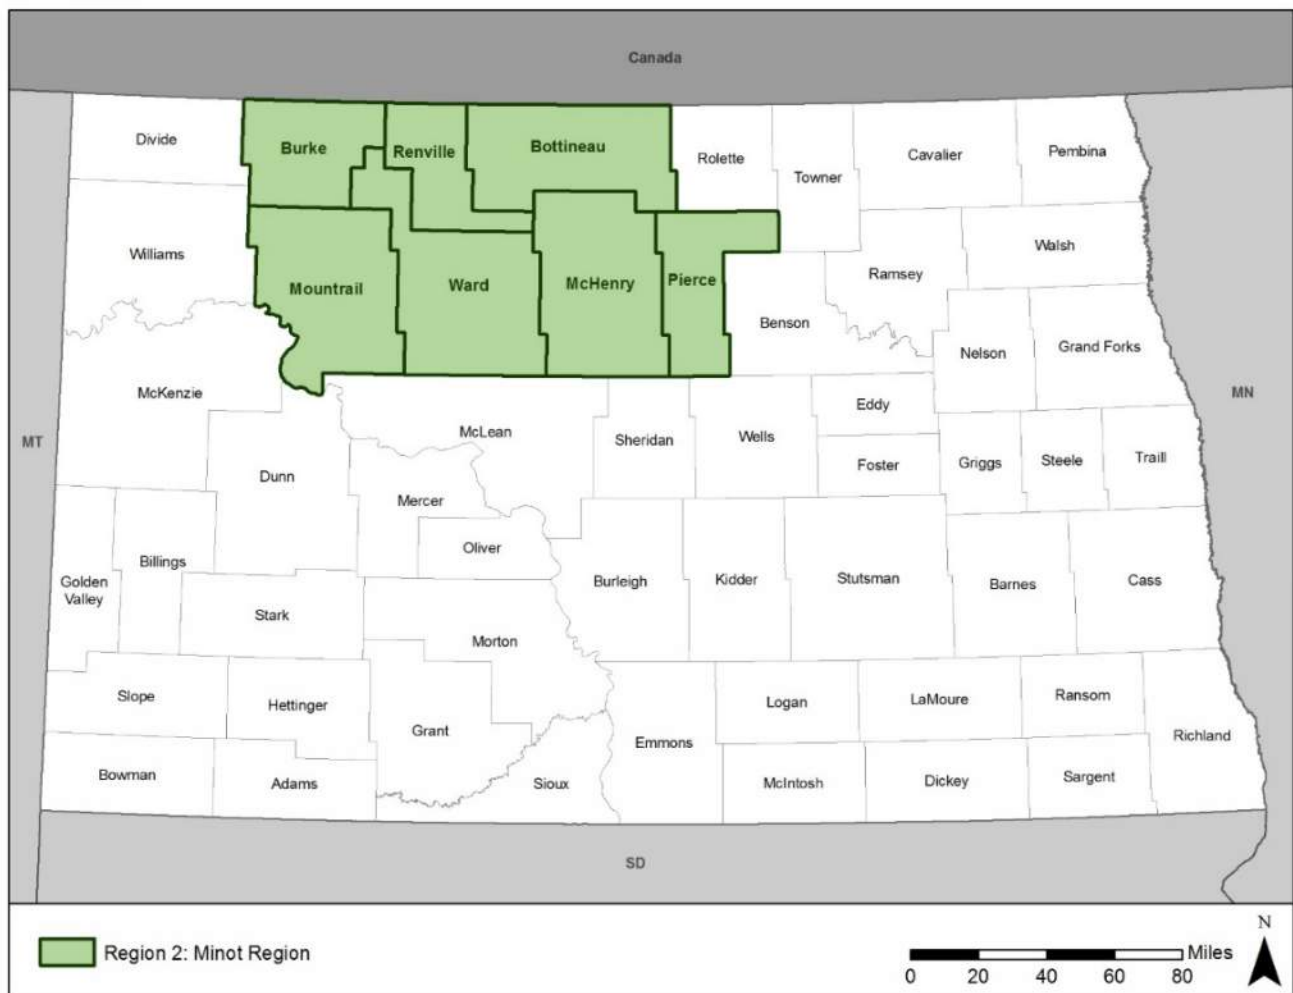 Canada
Divide
Burke
Renville
Bottineau
Rolette
Towner
Cavalier
Pembina
Williams
Mountrail
Ward
McHenry
Pierce
Benson
Ramsey
Walsh
Nelson
Grand Forks
McKenzie
MT
MN
McLean
Sheridan
Wells
Eddy
Foster
Griggs
Steele
Traill
Dunn
Mercer
Oliver
Golden
Valley
Billings
Stark
Morton
Burleigh
Kidder
Stutsman
Barnes
Cass
Slope
Hettinger
Grant
Emmons
Logan
LaMoure
Ransom
Richland
Bowman
Adams
Sioux
McIntosh
Dickey
Sargent
SD
Region 2: Minot Region
Miles
0 20 40 60 80
N